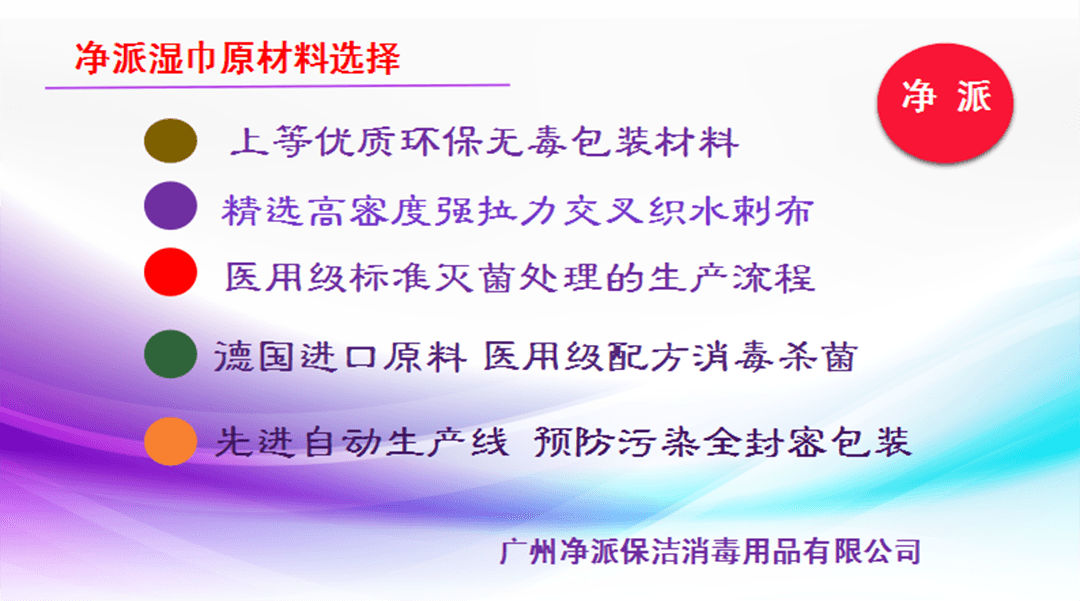 净派湿巾原材料选择
净 派
上等优质环保无毒包装材料
精选高密度强拉力交叉织水刺布
医用级标准灭菌处理的生产流程
德国进口原料 医用级配方消毒杀菌
先进自动生产线 预防污染全封密包装
广州净派保洁消毒用品有限公司